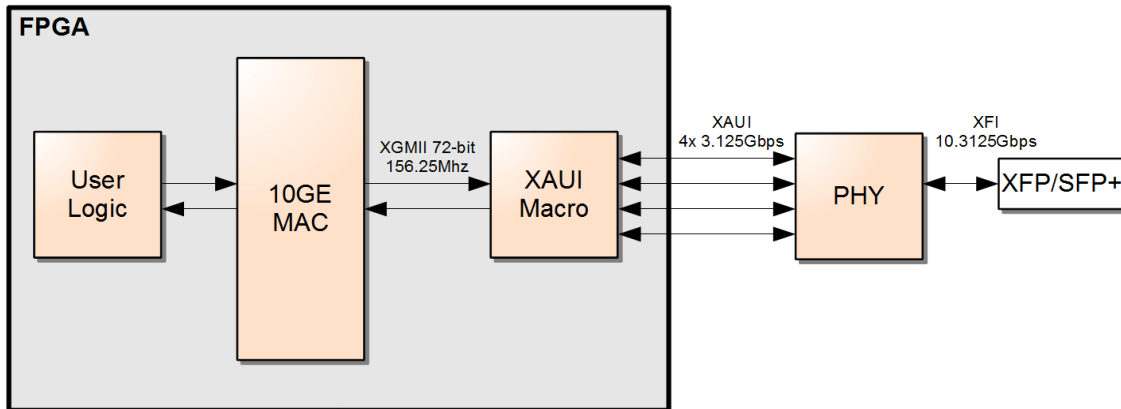 FPGA
User
Logic
10GE
MAC
XGMII 72-bit
156.25Mhz
XAUI
Macro
XAUI
4x 3.125Gbps
PHY
XFI
10.3125Gbps
XFP/SFP+